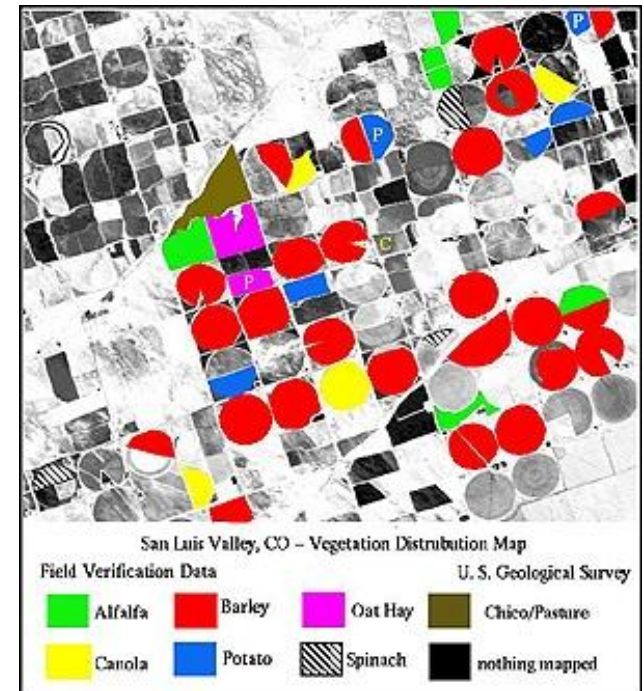 P
P
C
P
San Luis Valley, CO – Vegetation Distrubution Map
Field Verification Data U. S. Geological Survey
Alfalfa Barley Oat Hay Chico/Pasture
Canola Potato Spinach nothing mapped